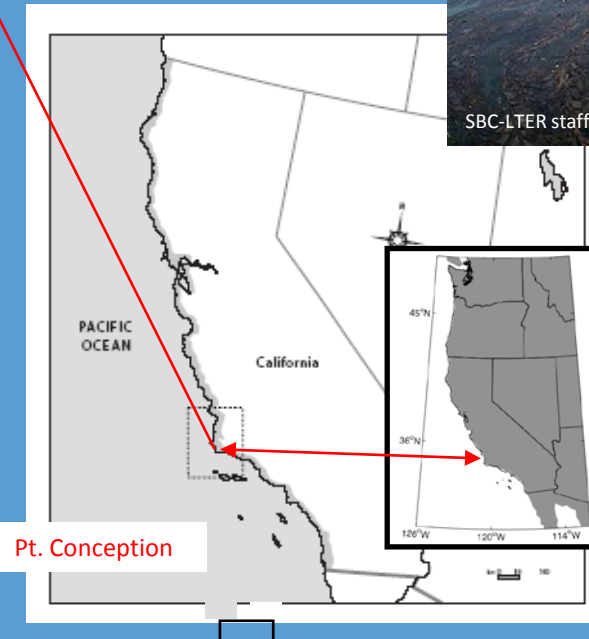 SBC-LTER staff
N
PACIFIC
OCEAN
California
45°N
36°N
126°W
120°W
114°W
Pt. Conception